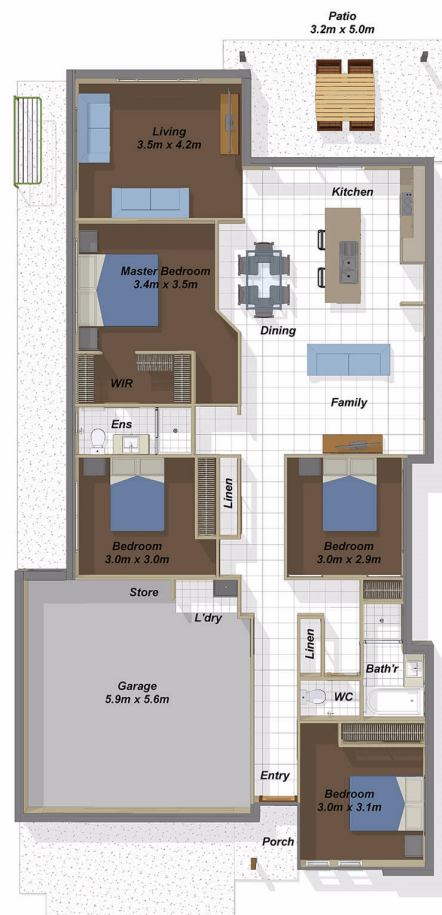 Patio
3.2m x 5.0m
Living
3.5m x 4.2m
Kitchen
Master Bedroom
3.4m x 3.5m
Dining
WIR
Family
Ens
Linen
Bedroom
3.0m x 3.0m
Bedroom
3.0m x 2.9m
Store
L'dry
Linen
Bath'r
Garage
5.9m x 5.6m
WC
Entry
Bedroom
3.0m x 3.1m
Porch